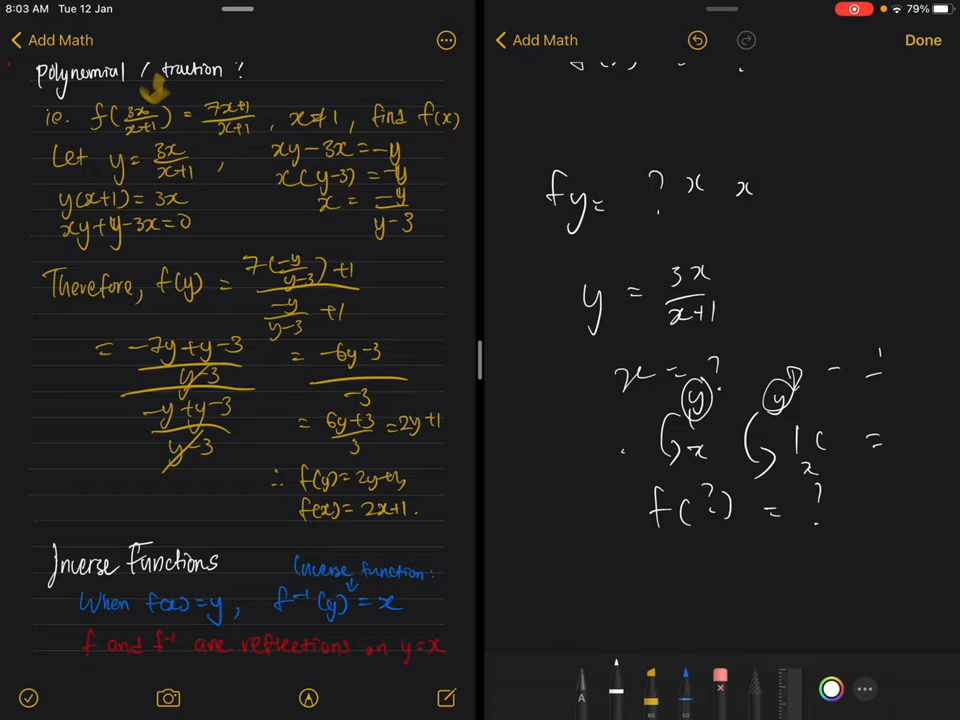 8:03 AM Tue 12 Jan
79%
Add Math
Polynomial / fraction ?
ie. f(3x/x+1) = 7x+1/x+1, x≠1, find f(x)
Let y = 3x/x+1,
y(x+1) = 3x
xy+y-3x=0
xy-3x=-y
x(y-3)=-y
x = -y/y-3
Therefore, f(y) = 7(-y/y-3)+1 / -y/y-3 +1
= -7y+y-3/y-3 / -y+y-3/y-3
= -6y-3/-3
= 6y+3/3 = 2y+1
∴ f(y)=2y+1,
f(x)=2x+1.
Inverse Functions
Inverse function:
When f(x)=y, f⁻¹(y)=x
f and f⁻¹ are reflections on y=x
Add Math
Done
fy= ? x x
y = 3x/x+1
x = ?
y y
x x =
f(?) = ?
A
80
50